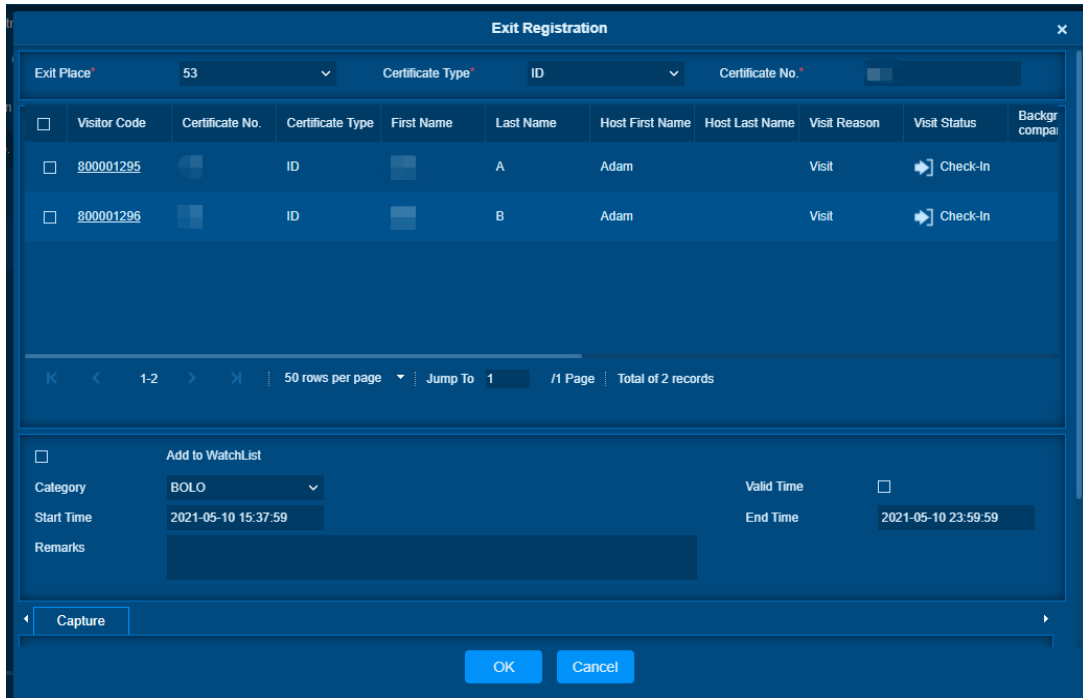 Exit Registration ×
Exit Place* 53 Certificate Type* ID Certificate No.*
Visitor Code Certificate No. Certificate Type First Name Last Name Host First Name Host Last Name Visit Reason Visit Status Backgr
compai
800001295 ID A Adam Visit Check-In
800001296 ID B Adam Visit Check-In
1-2 50 rows per page Jump To 1 /1 Page Total of 2 records
Add to WatchList
Category BOLO Valid Time
Start Time 2021-05-10 15:37:59 End Time 2021-05-10 23:59:59
Remarks
Capture
OK Cancel